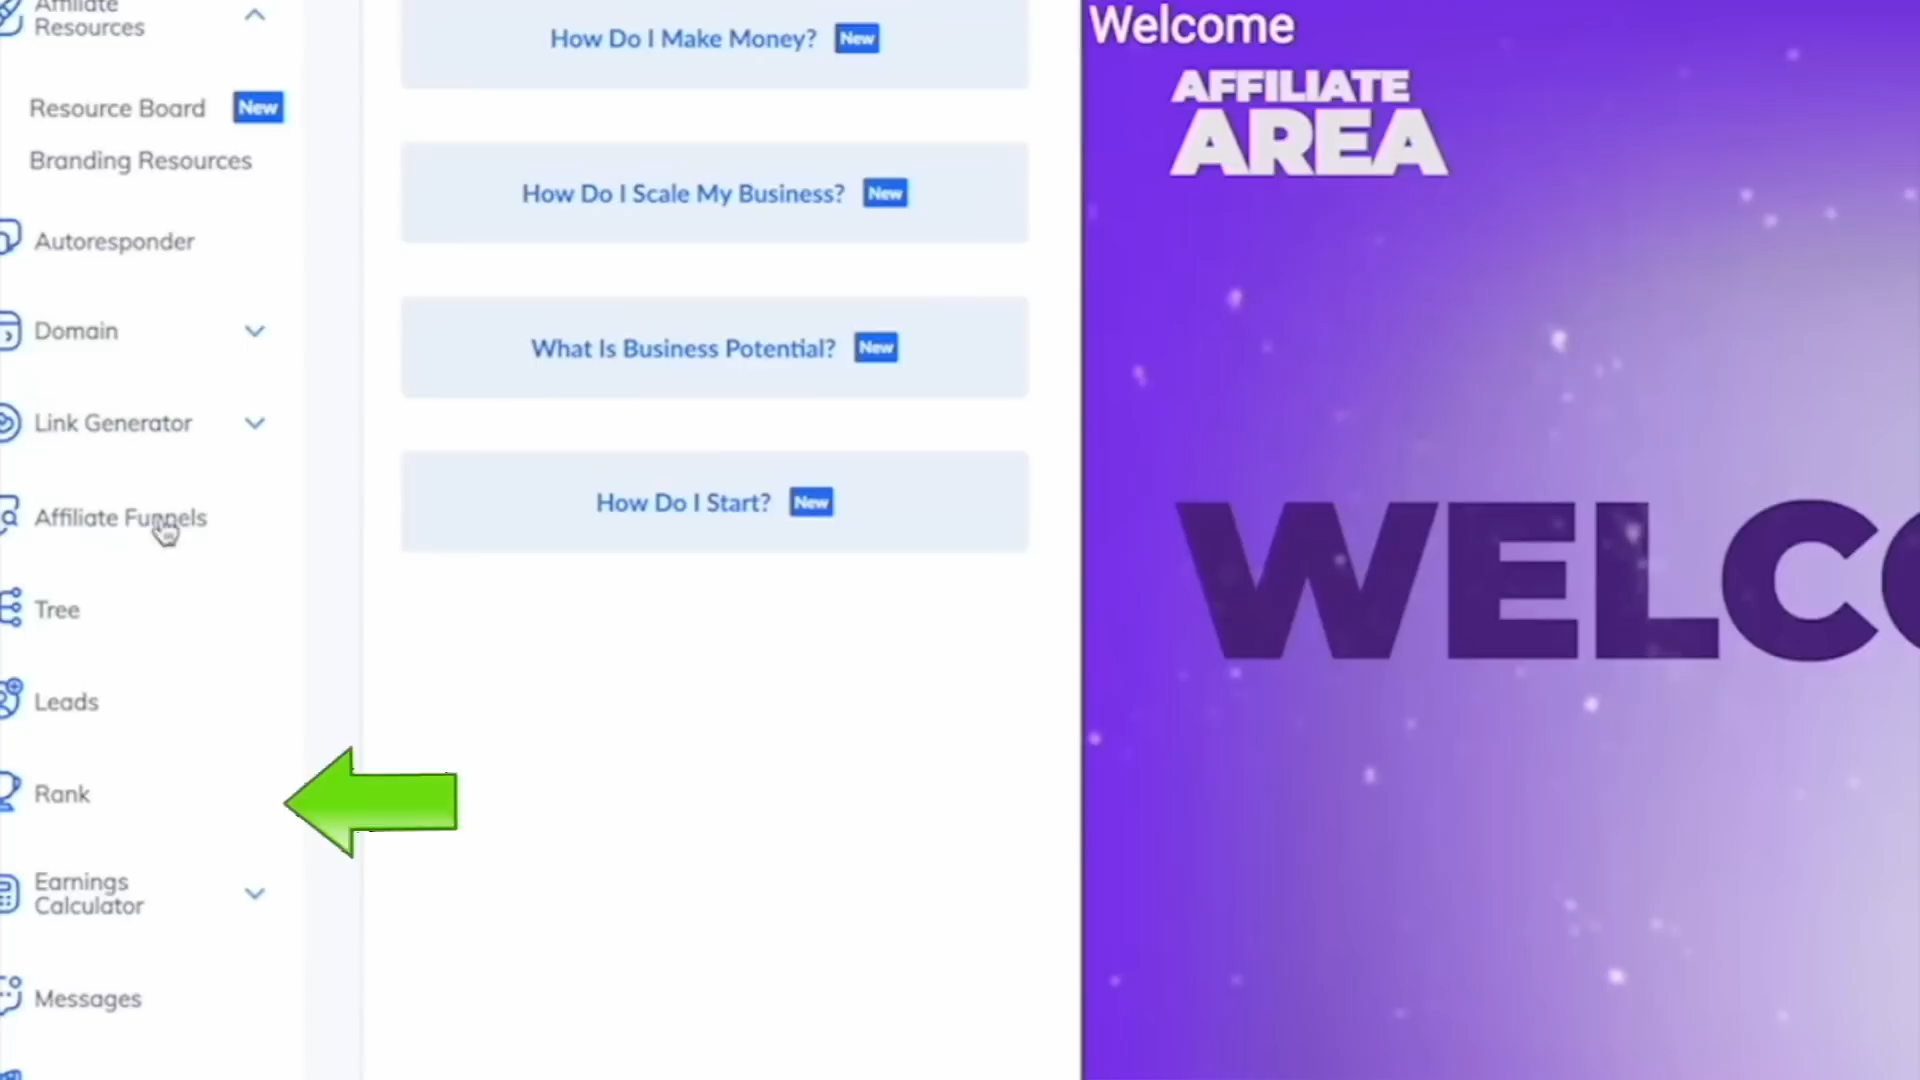 Affiliate
Resources
Resource Board New
Branding Resources
Autoresponder
Domain
Link Generator
Affiliate Funnels
Tree
Leads
Rank
Earnings
Calculator
Messages
How Do I Make Money? New
How Do I Scale My Business? New
What Is Business Potential? New
How Do I Start? New
Welcome
AFFILIATE
AREA
WELCO